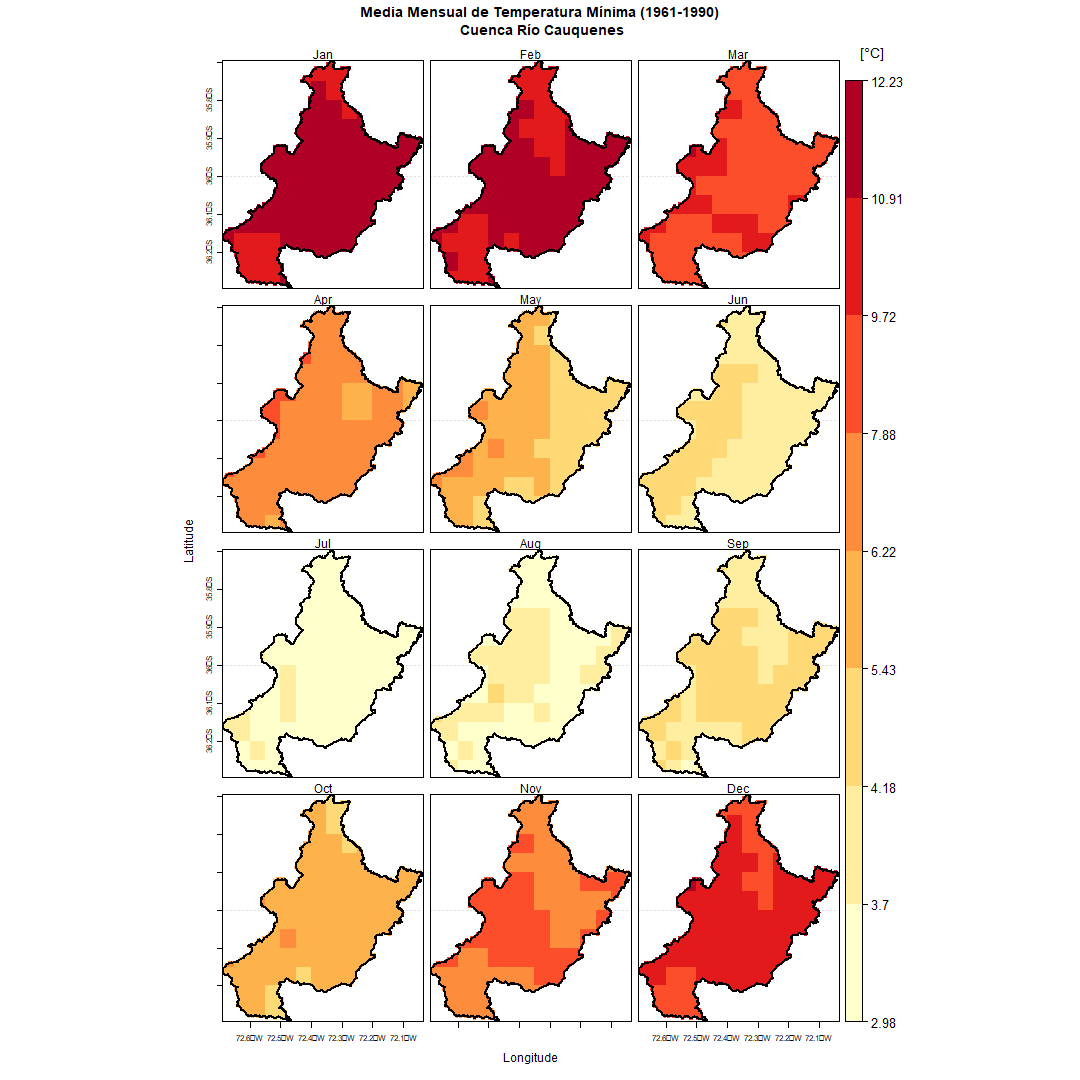 Media Mensual de Temperatura Mínima (1961-1990)
Cuenca Río Cauquenes
[°C]
Jan
Feb
Mar
12.23
10.91
9.72
7.88
6.22
5.43
4.18
3.7
2.98
35.8□S
35.9□S
36□S
36.1□S
36.2□S
Apr
May
Jun
Latitude
Jul
Aug
Sep
35.8□S
35.9□S
36□S
36.1□S
36.2□S
Oct
Nov
Dec
72.6□W 72.5□W 72.4□W 72.3□W 72.2□W 72.1□W
72.6□W 72.5□W 72.4□W 72.3□W 72.2□W 72.1□W
Longitude